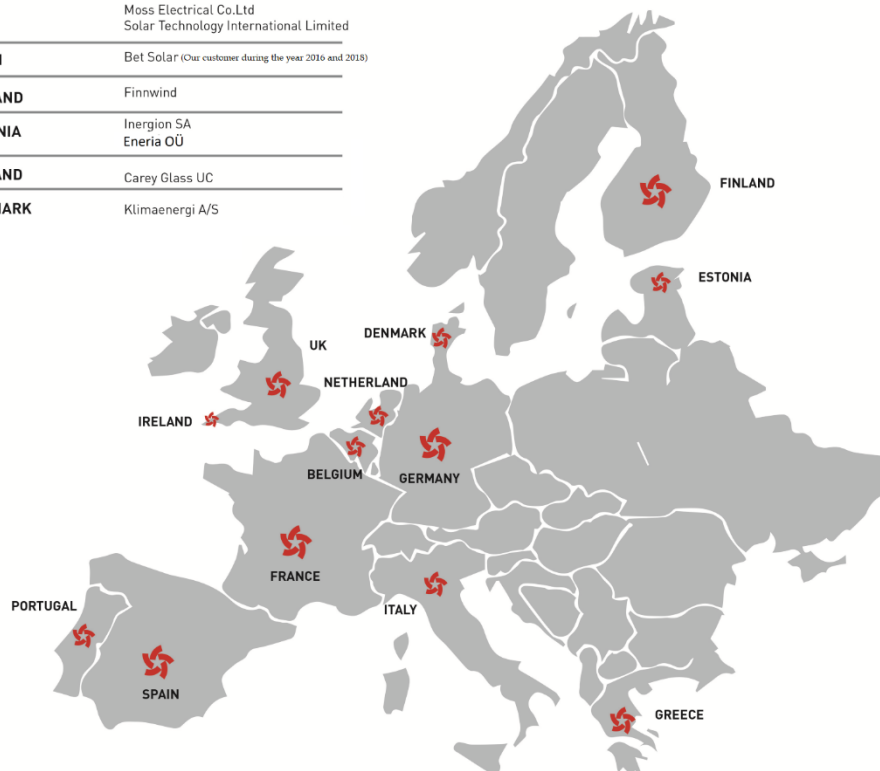 Moss Electrical Co.Ltd
Solar Technology International Limited
Bet Solar (Our customer during the year 2016 and 2018)
AND Finnwind
NIA Inergion SA
Eneria OÜ
AND Carey Glass UC
MARK Klimaenergi A/S
FINLAND
ESTONIA
DENMARK
UK
NETHERLAND
IRELAND
BELGIUM
GERMANY
FRANCE
ITALY
PORTUGAL
SPAIN
GREECE